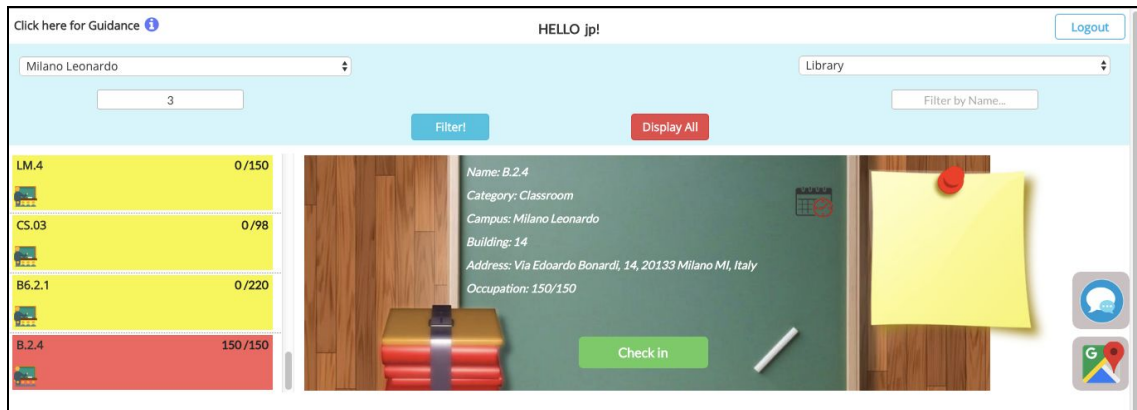 Click here for Guidance
HELLO jp!
Logout
Milano Leonardo
Library
3
Filter by Name...
Filter!
Display All
LM.4 0/150
CS.03 0/98
B6.2.1 0/220
B.2.4 150/150
Name: B.2.4
Category: Classroom
Campus: Milano Leonardo
Building: 14
Address: Via Edoardo Bonardi, 14, 20133 Milano MI, Italy
Occupation: 150/150
Check in
G